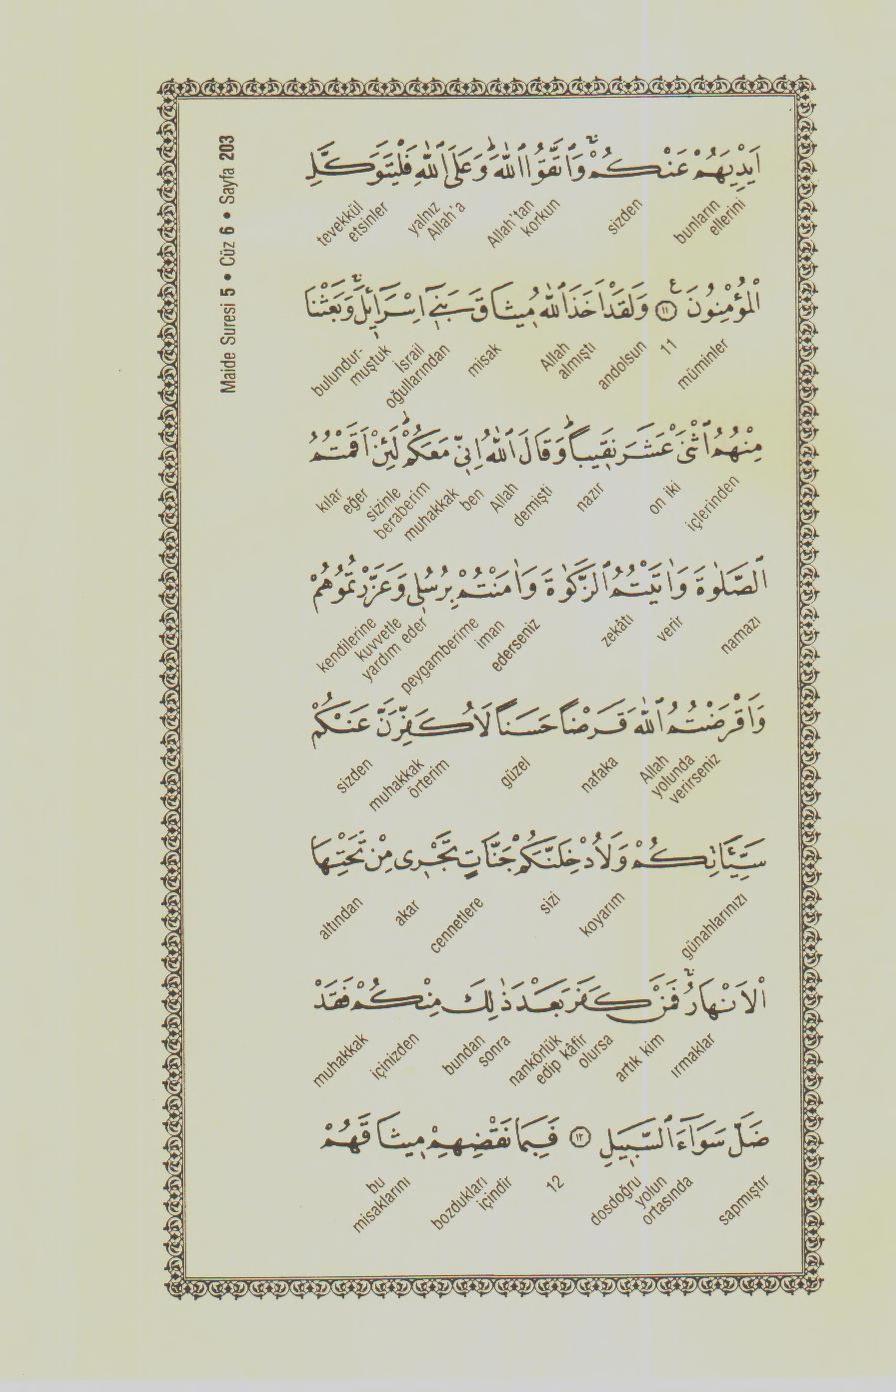 Maide Suresi 5 • Cüz 6 • Sayfa 203
اَيْدِيَهُمْ عَنْكُمْۚ وَاتَّقُوا اللّٰهَۜ وَعَلَى اللّٰهِ فَلْيَتَوَكَّلِ
bunların ellerini sizden Allah'tan korkun yalnız Allah'a tevekkül etsinler
الْمُؤْمِنُونَ ۟ ﴿١١﴾ وَلَقَدْ اَخَذَ اللّٰهُ مِيثَاقَ بَنِٓي اِسْرَٓائِلَۚ وَبَعَثْنَا
müminler 11 andolsun Allah almıştı misak İsrail oğullarından bulundur- muştuk
مِنْهُمُ اثْنَيْ عَشَرَ نَقِيباًۜ وَقَالَ اللّٰهُ اِنِّي مَعَكُمْۜ لَئِنْ اَقَمْتُمُ
içlerinden on iki nazır demişti Allah ben muhakkak sizinle beraberim eğer kılar
الصَّلٰوةَ وَاٰتَيْتُمُ الزَّكٰوةَ وَاٰمَنْتُمْ بِرُسُلِي وَعَزَّرْتُمُوهُمْ
namazı verir zekâtı iman ederseniz peygamberime kendilerine kuvvetle yardım eder
وَاَقْرَضْتُمُ اللّٰهَ قَرْضاً حَسَناً لَاُكَفِّرَنَّ عَنْكُمْ
Allah yolunda verirseniz nafaka güzel muhakkak örterim sizden
سَيِّـَٔاتِكُمْ وَلَاُدْخِلَنَّكُمْ جَنَّاتٍ تَجْرِي مِنْ تَحْتِهَا
günahlarınızı koyarım sizi cennetlere akar altından
الْاَنْهَارُۚ فَمَنْ كَفَرَ بَعْدَ ذٰلِكَ مِنْكُمْ فَقَدْ
ırmaklar artık kim nankörlük edip kâfir olursa bundan sonra içinizden muhakkak
ضَلَّ سَوَٓاءَ السَّبِيلِ ﴿١٢﴾ فَبِمَا نَقْضِهِمْ مِيثَاقَهُمْ
sapmıştır dosdoğru yolun ortasında 12 bozdukları içindir bu misaklarını